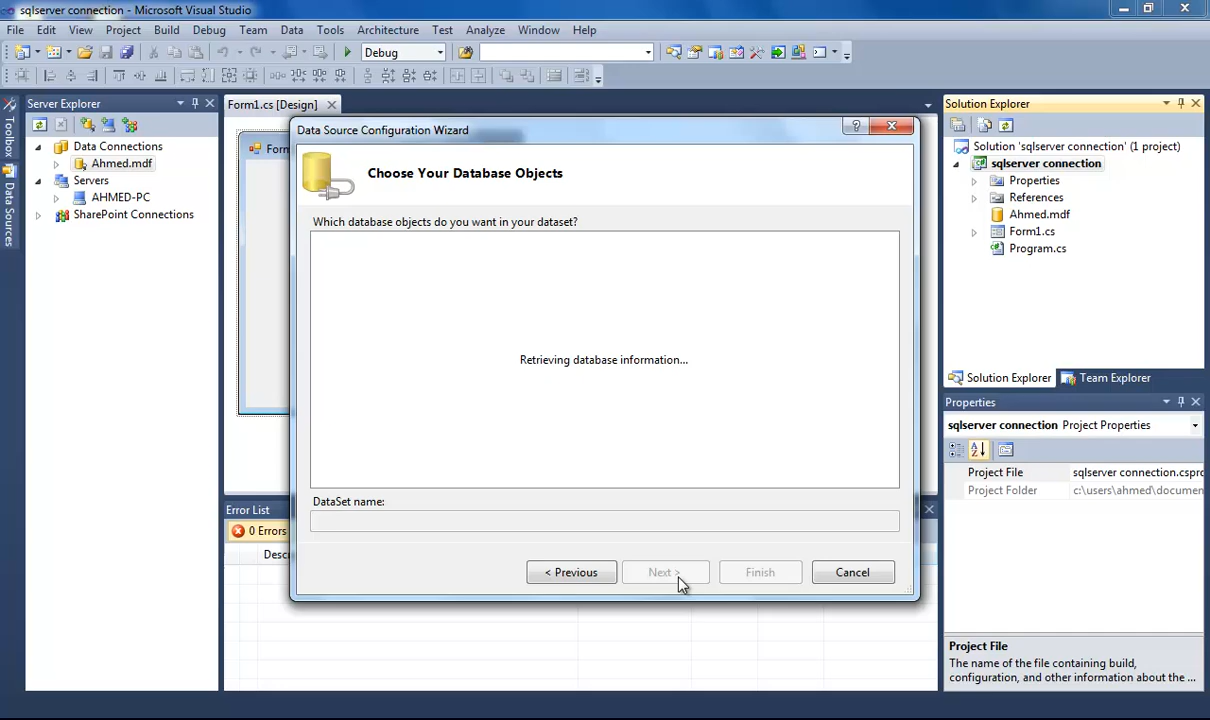 sqlserver connection - Microsoft Visual Studio
File Edit View Project Build Debug Team Data Tools Architecture Test Analyze Window Help
Debug
Server Explorer
Data Connections
Ahmed.mdf
Servers
AHMED-PC
SharePoint Connections
Toolbox
Data Sources
Form1.cs [Design]
Form
Data Source Configuration Wizard
Choose Your Database Objects
Which database objects do you want in your dataset?
Retrieving database information...
DataSet name:
< Previous
Next >
Finish
Cancel
Error List
0 Errors
Descr
Solution Explorer
Solution 'sqlserver connection' (1 project)
sqlserver connection
Properties
References
Ahmed.mdf
Form1.cs
Program.cs
Solution Explorer
Team Explorer
Properties
sqlserver connection Project Properties
Project File sqlserver connection.cspro
Project Folder c:\users\ahmed\documen
Project File
The name of the file containing build,
configuration, and other information about the ...